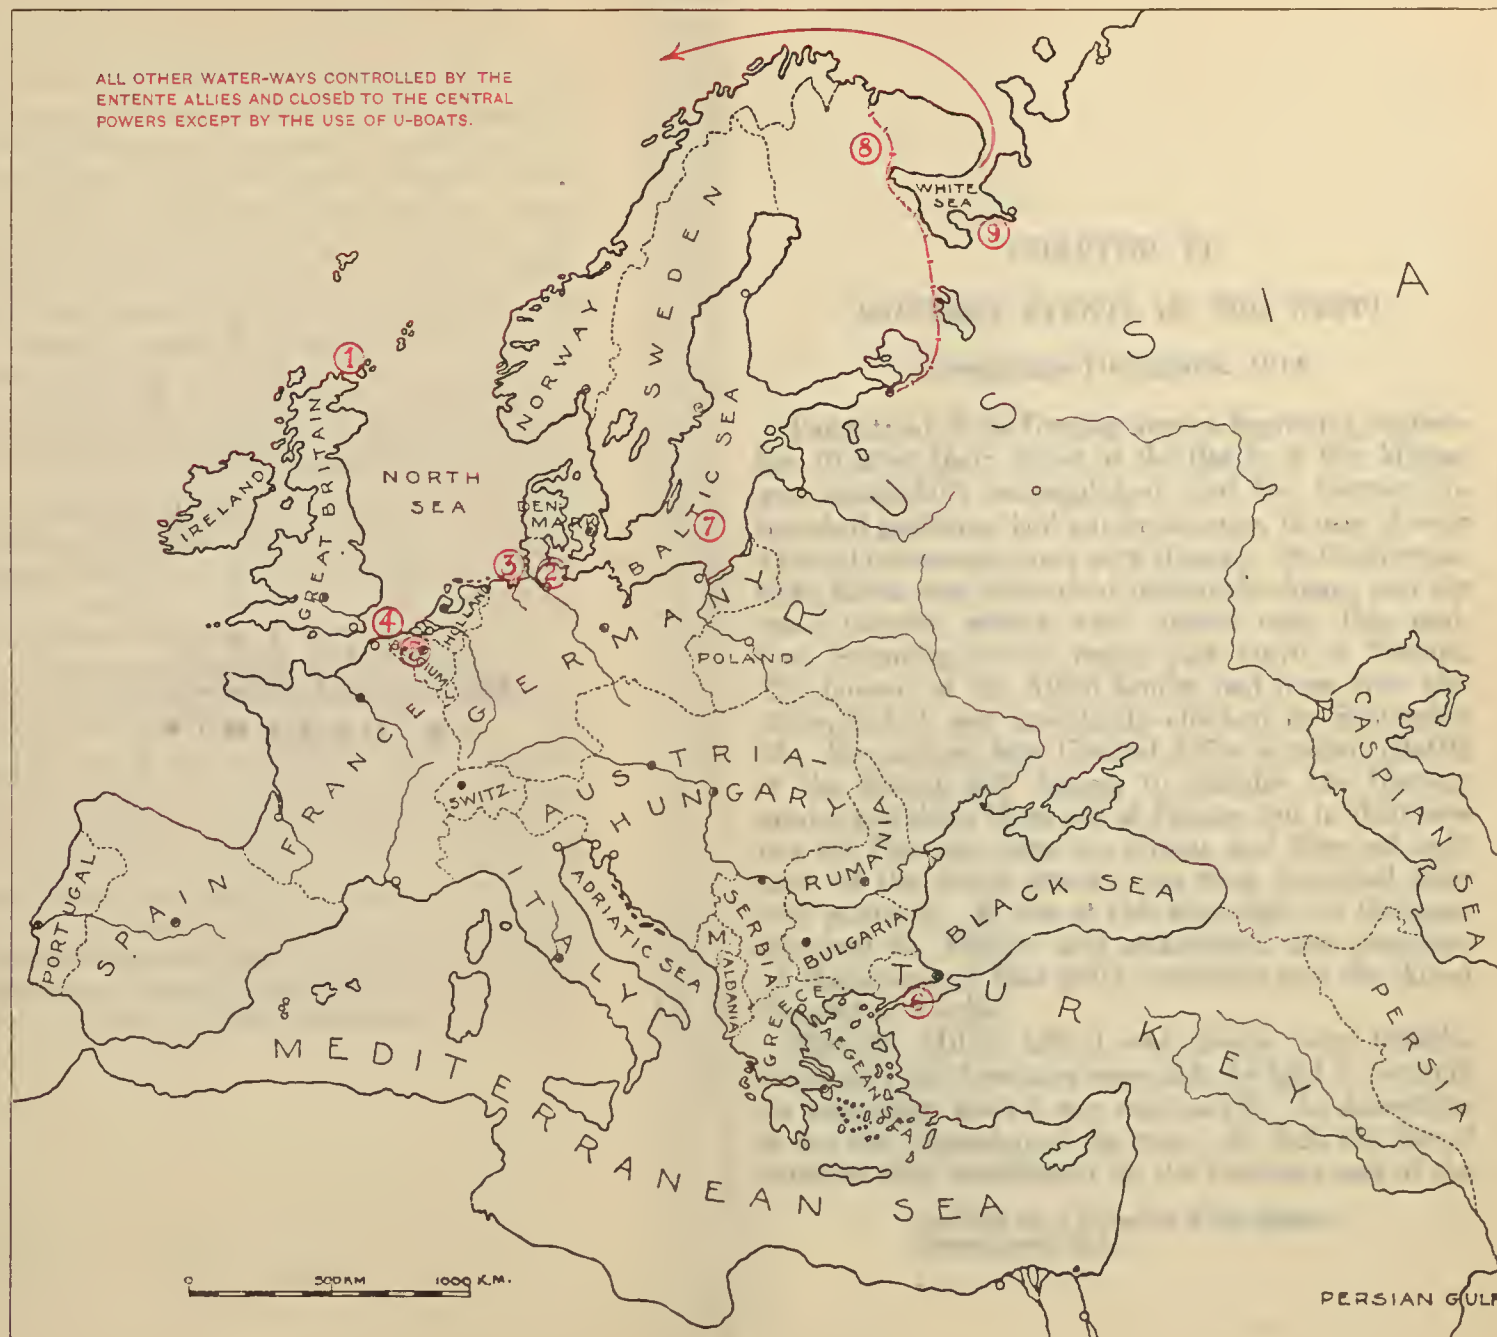 ALL OTHER WATER-WAYS CONTROLLED BY THE
ENTENTE ALLIES AND CLOSED TO THE CENTRAL
POWERS EXCEPT BY THE USE OF U-BOATS.
8
WHITE
SEA
9
RUSSIA
1
NORWAY
SWEDEN
NORTH
SEA
IRELAND
GREAT BRITAIN
DEN-
MARK
BALTIC SEA
7
3
2
4
HOLLAND
BELGIUM
GERMANY
POLAND
FRANCE
SWITZ.
AUSTRIA-
HUNGARY
CASPIAN SEA
PORTUGAL
SPAIN
ITALY
ADRIATIC SEA
RUMANIA
RUMANIA
SERBIA
M
ALBANIA
BULGARIA
BLACK SEA
GREECE
AEGEAN SEA
TURKEY
PERSIA
MEDITERRANEAN SEA
0 500 KM 1000 K.M.
PERSIAN GULF